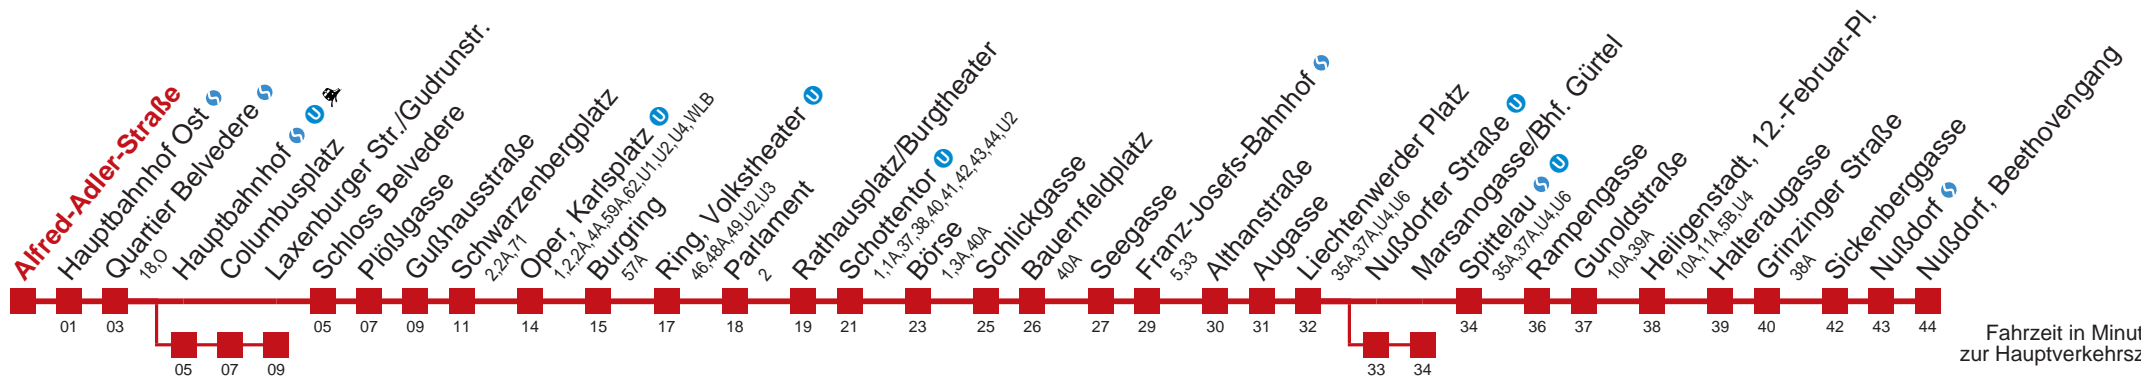 Alfred-Adler-Straße
Hauptbahnhof Ost
Quartier Belvedere
18,O
Hauptbahnhof U
Columbusplatz
Laxenburger Str./Gudrunstr.
Schloss Belvedere
Plößlgasse
Gußhausstraße
Schwarzenbergplatz
2,2A,71
Oper, Karlsplatz U
1,2,2A,4A,59A,62,U1,U2,U4,WLB
Burgring
57A
Ring, Volkstheater U
46,48A,49,U2,U3
Parlament
2
Rathausplatz/Burgtheater
Schottentor U
1,1A,37,38,40,41,42,43,44,U2
Börse
1,3A,40A
Schlickgasse
Bauernfeldplatz
40A
Seegasse
Franz-Josefs-Bahnhof
5,33
Althanstraße
Augasse
Liechtenwerder Platz
35A,37A,U4,U6
Nußdorfer Straße U
Marsanogasse/Bhf. Gürtel
Spittelau U
35A,37A,U4,U6
Rampengasse
Gunoldstraße
10A,39A
Heiligenstadt, 12.-Februar-Pl.
10A,11A,5B,U4
Halteraugasse
Grinzinger Straße
38A
Sickenberggasse
Nußdorf
Nußdorf, Beethovengang
01 03 05 07 09 11 14 15 17 18 19 21 23 25 26 27 29 30 31 32 34 36 37 38 39 40 42 43 44
05 07 09 33 34
Fahrzeit in Minut
zur Hauptverkehrsz